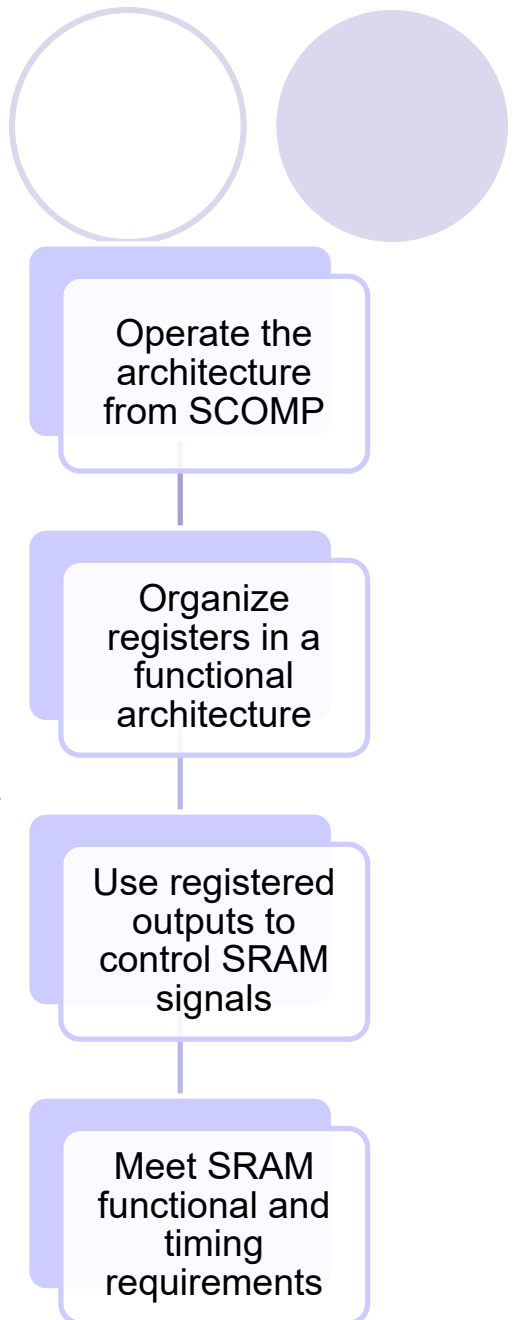 Operate the
architecture
from SCOMP
Organize
registers in a
functional
architecture
Use registered
outputs to
control SRAM
signals
Meet SRAM
functional and
timing
requirements